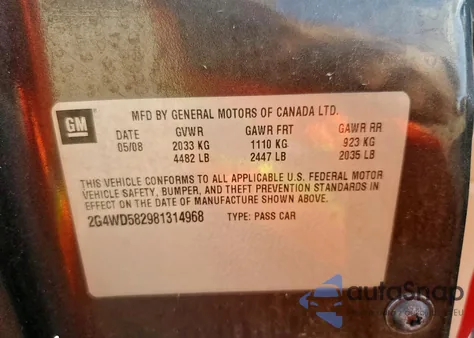 GM
MFD BY GENERAL MOTORS OF CANADA LTD.
DATE GVWR GAWR FRT GAWR RR
05/08 2033 KG 1110 KG 923 KG
4482 LB 2447 LB 2035 LB
THIS VEHICLE CONFORMS TO ALL APPLICABLE U.S. FEDERAL MOTOR
VEHICLE SAFETY, BUMPER, AND THEFT PREVENTION STANDARDS IN
EFFECT ON THE DATE OF MANUFACTURE SHOWN ABOVE.
2G4WD582981314968 TYPE: PASS CAR
autoSnap